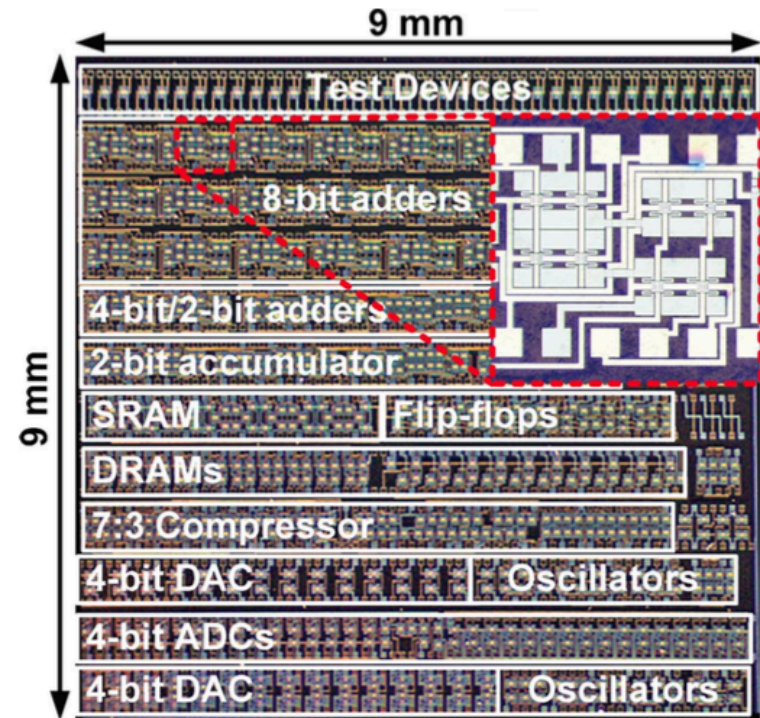 9 mm
9 mm
Test Devices
8-bit adders
4-bit/2-bit adders
2-bit accumulator
SRAM Flip-flops
DRAMs
7:3 Compressor
4-bit DAC Oscillators
4-bit ADCs
4-bit DAC Oscillators